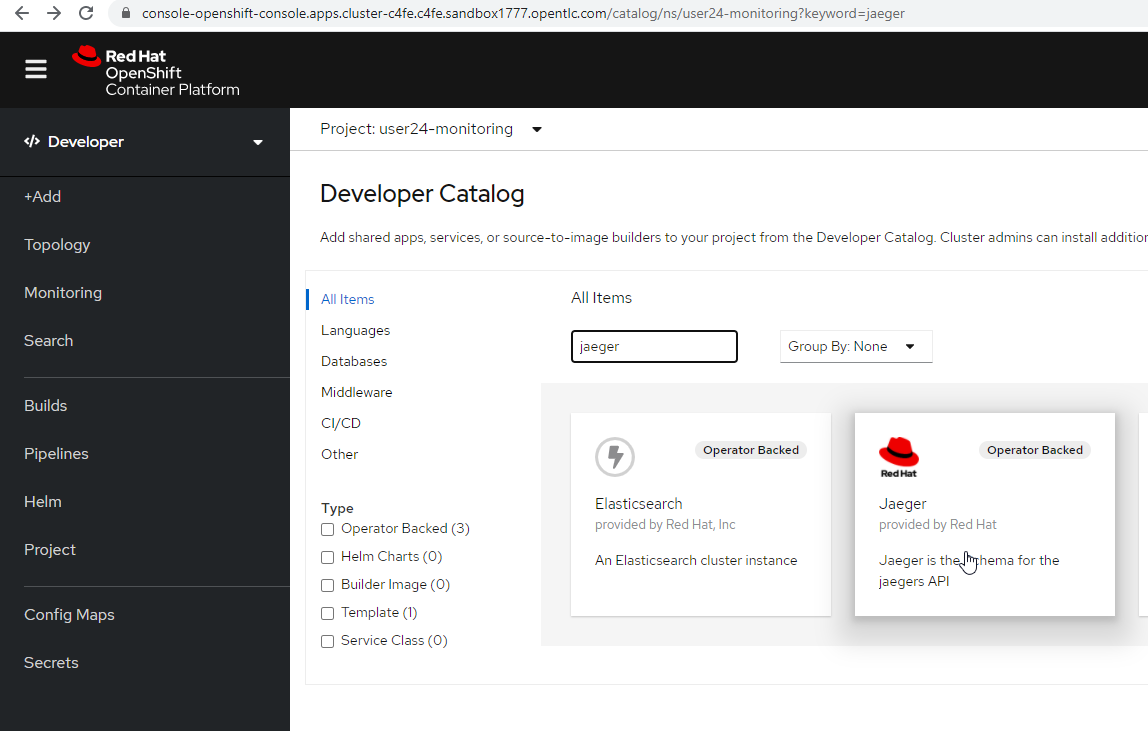 console-openshift-console.apps.cluster-c4fe.c4fe.sandbox1777.opentlc.com/catalog/ns/user24-monitoring?keyword=jaeger
Red Hat
OpenShift
Container Platform
</> Developer
+Add
Topology
Monitoring
Search
Builds
Pipelines
Helm
Project
Config Maps
Secrets
Project: user24-monitoring
Developer Catalog
Add shared apps, services, or source-to-image builders to your project from the Developer Catalog. Cluster admins can install
All Items
Languages
Databases
Middleware
CI/CD
Other
Type
Operator Backed (3)
Helm Charts (0)
Builder Image (0)
Template (1)
Service Class (0)
All Items
jaeger
Group By: None
Operator Backed
Elasticsearch
provided by Red Hat, Inc
An Elasticsearch cluster instance
Red Hat
Operator Backed
Jaeger
provided by Red Hat
Jaeger is the schema for the
jaegers API